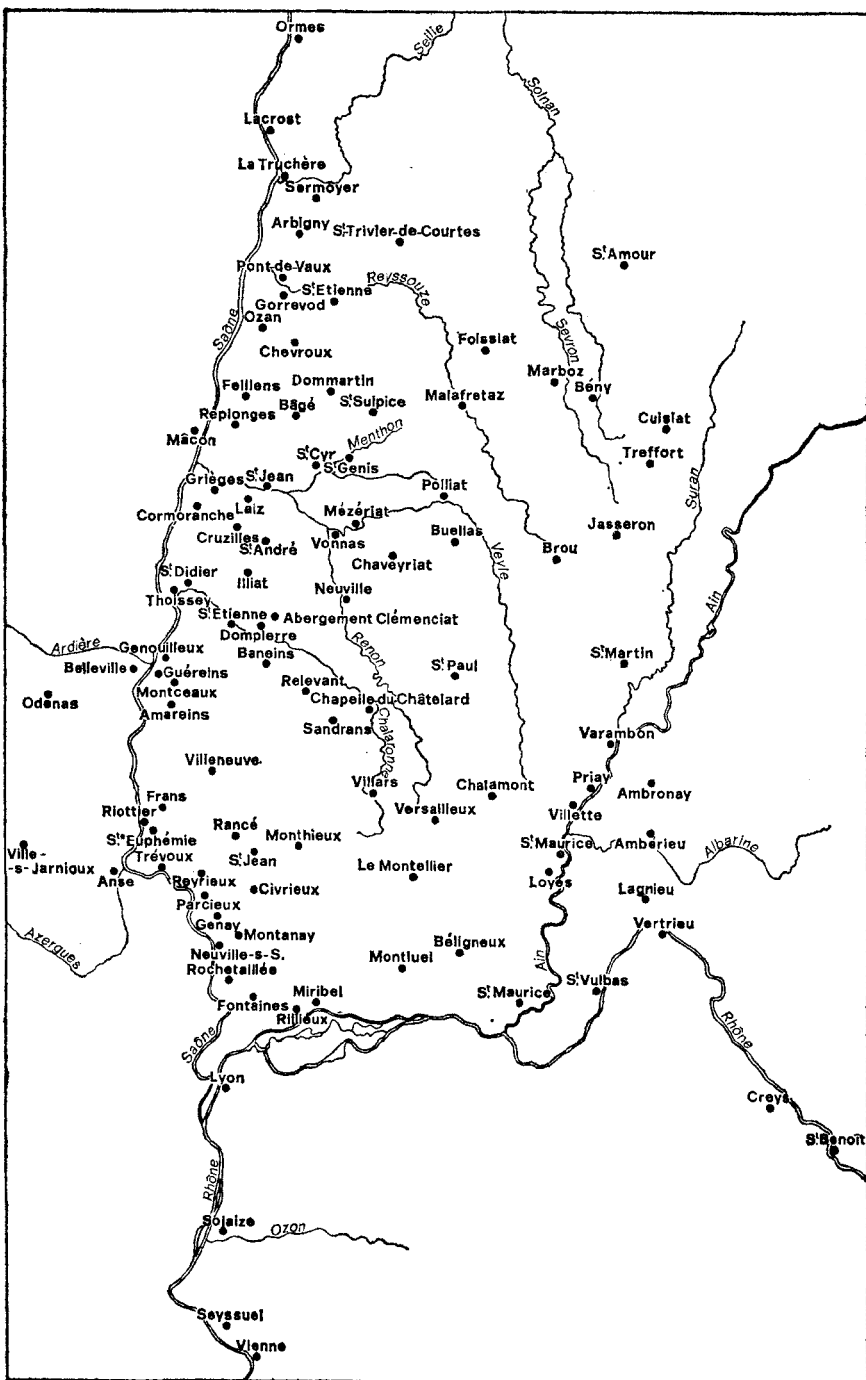 Ormes
Seille
Solnan
Lacrost
La Truchère
Sermoyer
Arbigny
St Trivier-de-Courtes
St Amour
Pont-de-Vaux
St Etienne
Reyssouze
Gorrevod
Ozan
Saône
Chevroux
Foissiat
Sevron
Marboz
Bény
Feillens
Dommartin
Bâgé
St Sulpice
Malafretaz
Replonges
Cuisiat
Mâcon
Menthon
St Cyr
St Genis
Treffort
Suran
Grièges
St Jean
Polliat
Cormoranche
Laiz
Mézériat
Cruzilles
St André
Vonnas
Buellas
Jasseron
Chaveyriat
Brou
Veyle
Ain
St Didier
Illiat
Thoissey
Neuville
St Etienne
Abergement Clémenciat
Dompierre
Ardière
Genouilleux
Baneins
Renon
Belleville
Guéreins
St Paul
St Martin
Odenas
Montceaux
Relevant
Chapelle-du-Châtelard
Amareins
Sandrans
Chalaronne
Varambon
Villeneuve
Villars
Chalamont
Priay
Ambronay
Frans
Versailleux
Villette
Riottier
Ste Euphémie
Rancé
Monthieux
St Maurice
Ambérieu
Albarine
Ville-
-s-Jarnioux
Trévoux
St Jean
Le Montellier
Anse
Reyrieux
Civrieux
Loyes
Lagnieu
Parcieux
Genay
Montanay
Vertrieu
Azergues
Neuville-s-S.
Béligneux
Ain
Rochetaillée
Montluel
St Vulbas
Fontaines
Miribel
St Maurice
Rillieux
Rhône
Saône
Lyon
Creys
St Benoît
Rhône
Solaize
Ozon
Seyssuel
Vienne